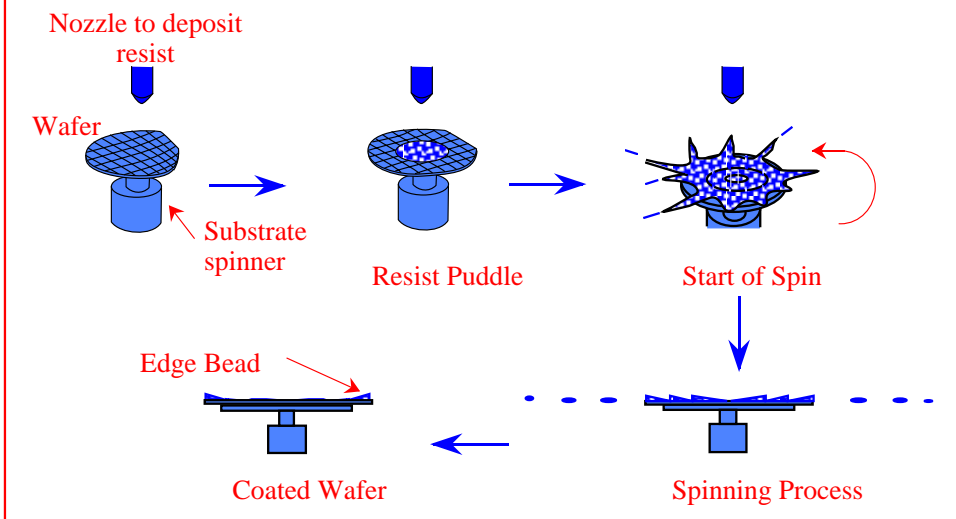 Nozzle to deposit
resist
Wafer
Substrate
spinner
Resist Puddle
Start of Spin
Edge Bead
Coated Wafer
Spinning Process